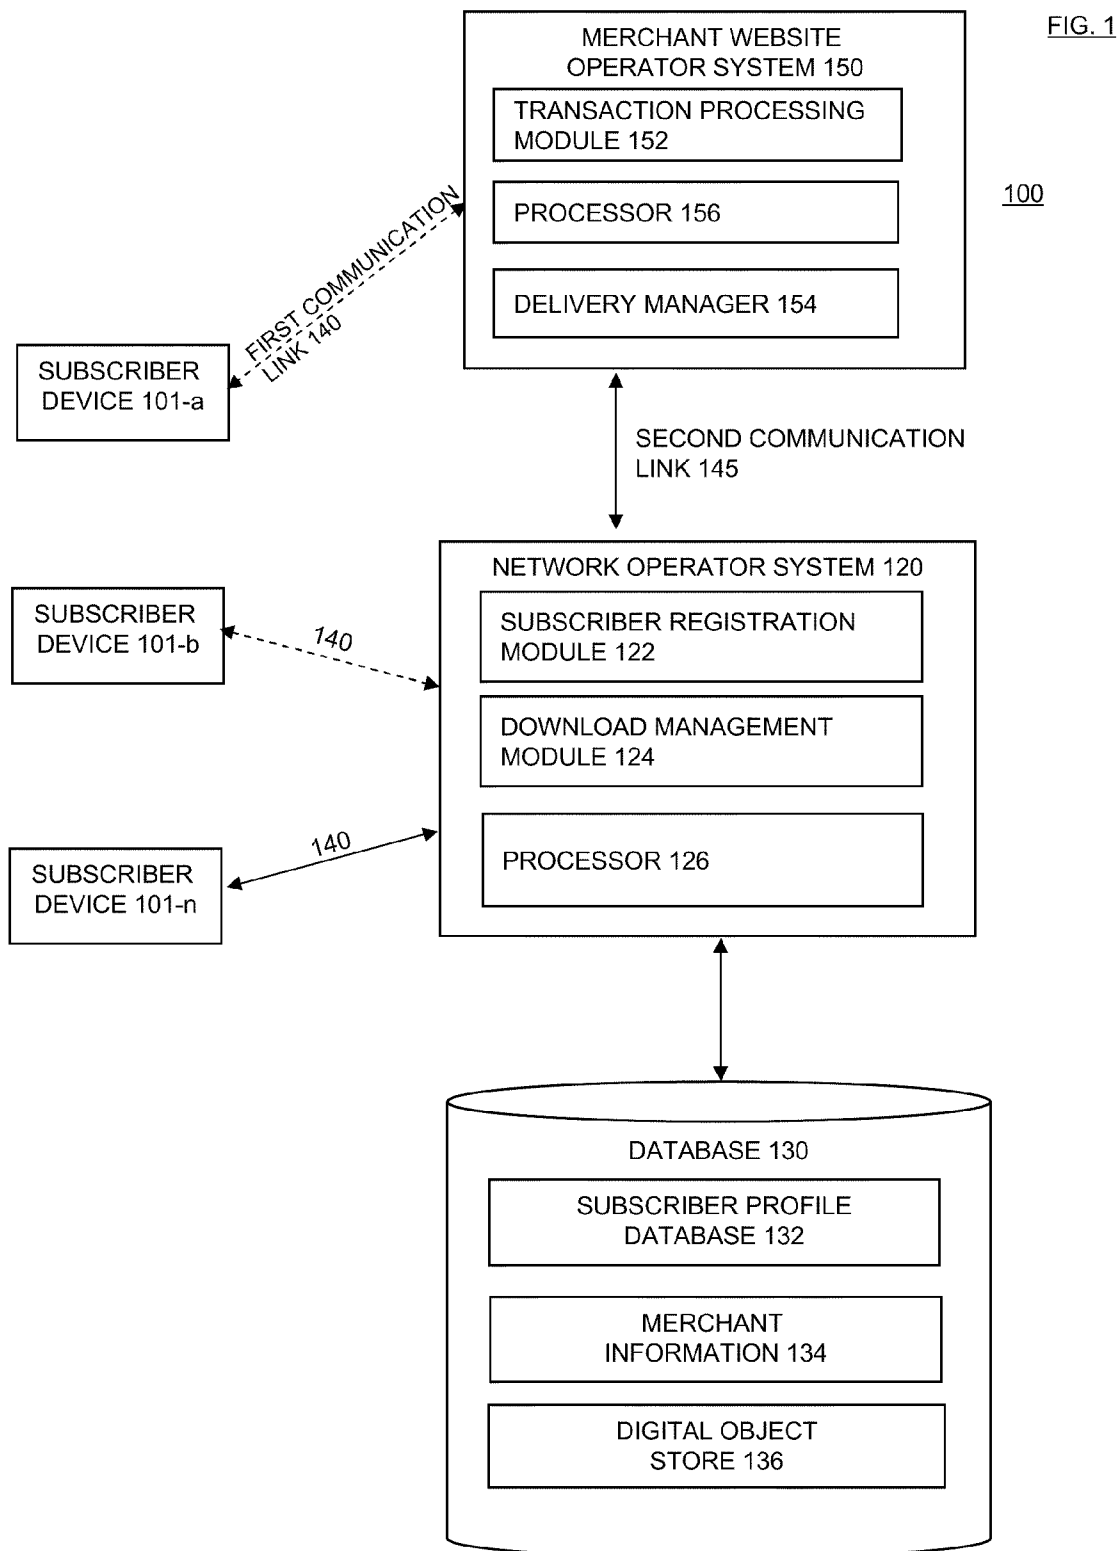 FIG. 1
MERCHANT WEBSITE
OPERATOR SYSTEM 150
TRANSACTION PROCESSING
MODULE 152
PROCESSOR 156
DELIVERY MANAGER 154
100
FIRST COMMUNICATION
LINK 140
SUBSCRIBER
DEVICE 101-a
SECOND COMMUNICATION
LINK 145
NETWORK OPERATOR SYSTEM 120
SUBSCRIBER REGISTRATION
MODULE 122
DOWNLOAD MANAGEMENT
MODULE 124
PROCESSOR 126
SUBSCRIBER
DEVICE 101-b
140
SUBSCRIBER
DEVICE 101-n
140
DATABASE 130
SUBSCRIBER PROFILE
DATABASE 132
MERCHANT
INFORMATION 134
DIGITAL OBJECT
STORE 136